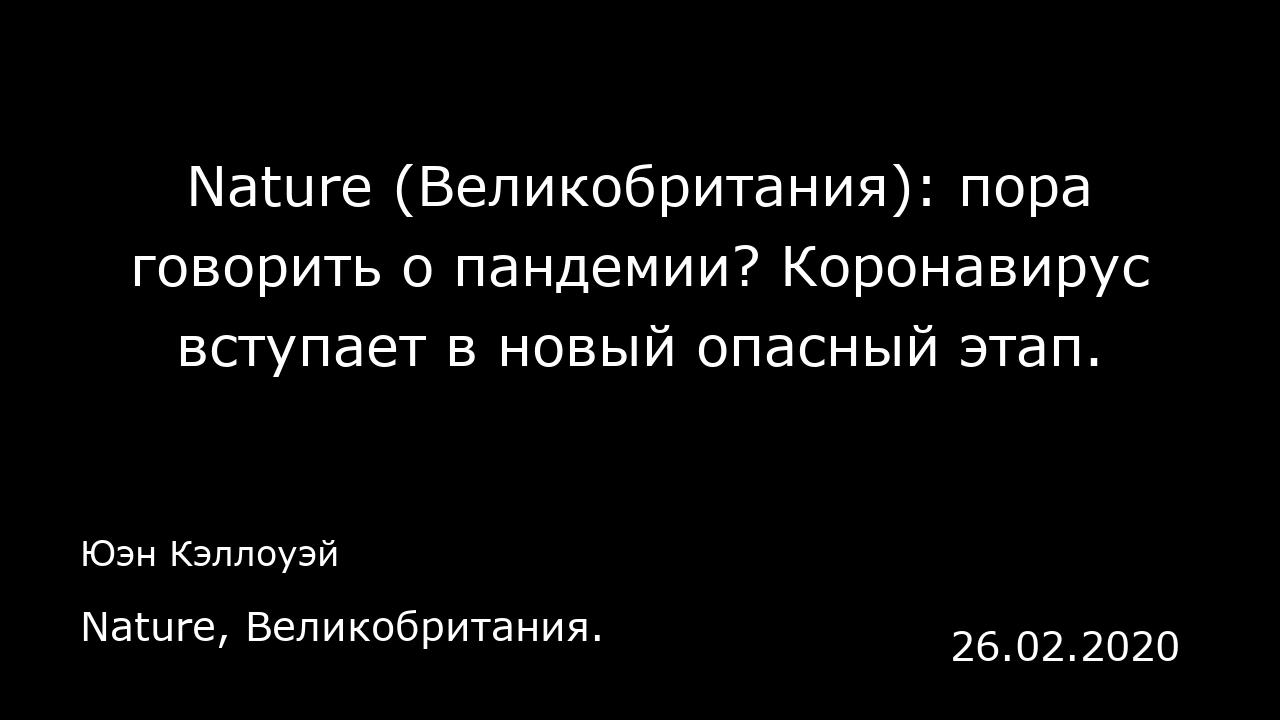 Nature (Великобритания): пора
говорить о пандемии? Коронавирус
вступает в новый опасный этап.
Юэн Кэллоуэй
Nature, Великобритания.
26.02.2020